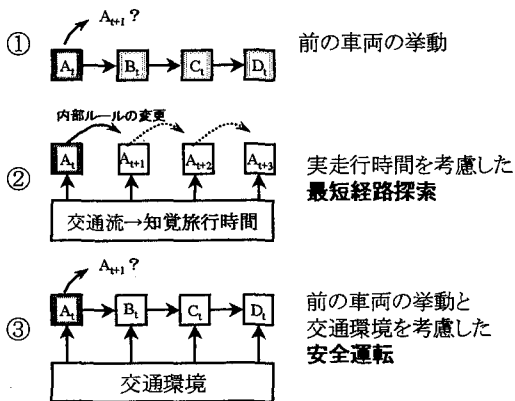 A_{t+1} ?
① 前の車両の挙動
A_t B_t C_t D_t
内部ルールの変更
A_t A_{t+1} A_{t+2} A_{t+3}
② 実走行時間を考慮した
最短経路探索
交通流→知覚旅行時間
A_{t+1} ?
A_t B_t C_t D_t
③ 前の車両の挙動と
交通環境を考慮した
安全運転
交通環境